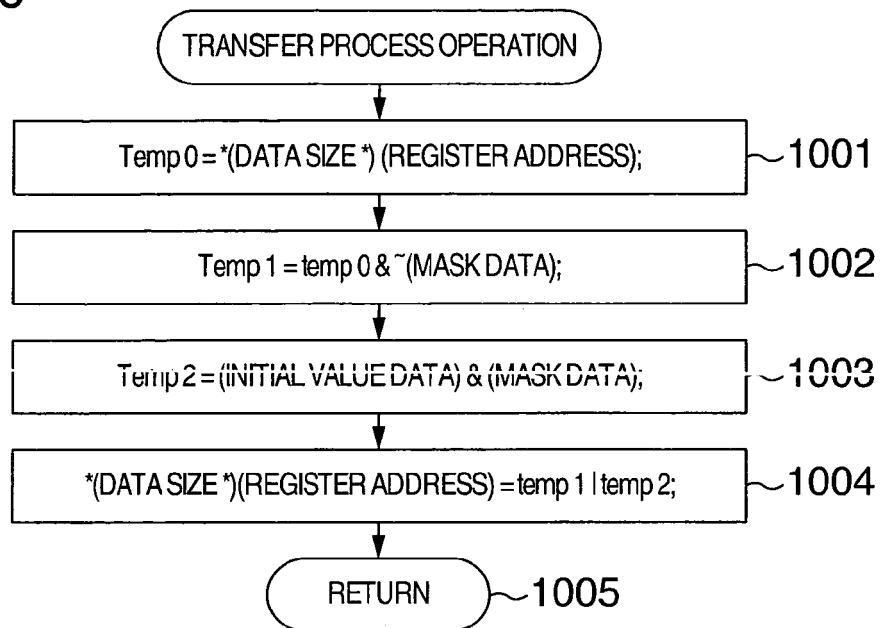 TRANSFER PROCESS OPERATION
Temp 0 = *(DATA SIZE *) (REGISTER ADDRESS);
1001
Temp 1 = temp 0 & ~(MASK DATA);
1002
Temp 2 = (INITIAL VALUE DATA) & (MASK DATA);
1003
*(DATA SIZE *)(REGISTER ADDRESS) = temp 1 | temp 2;
1004
RETURN
1005